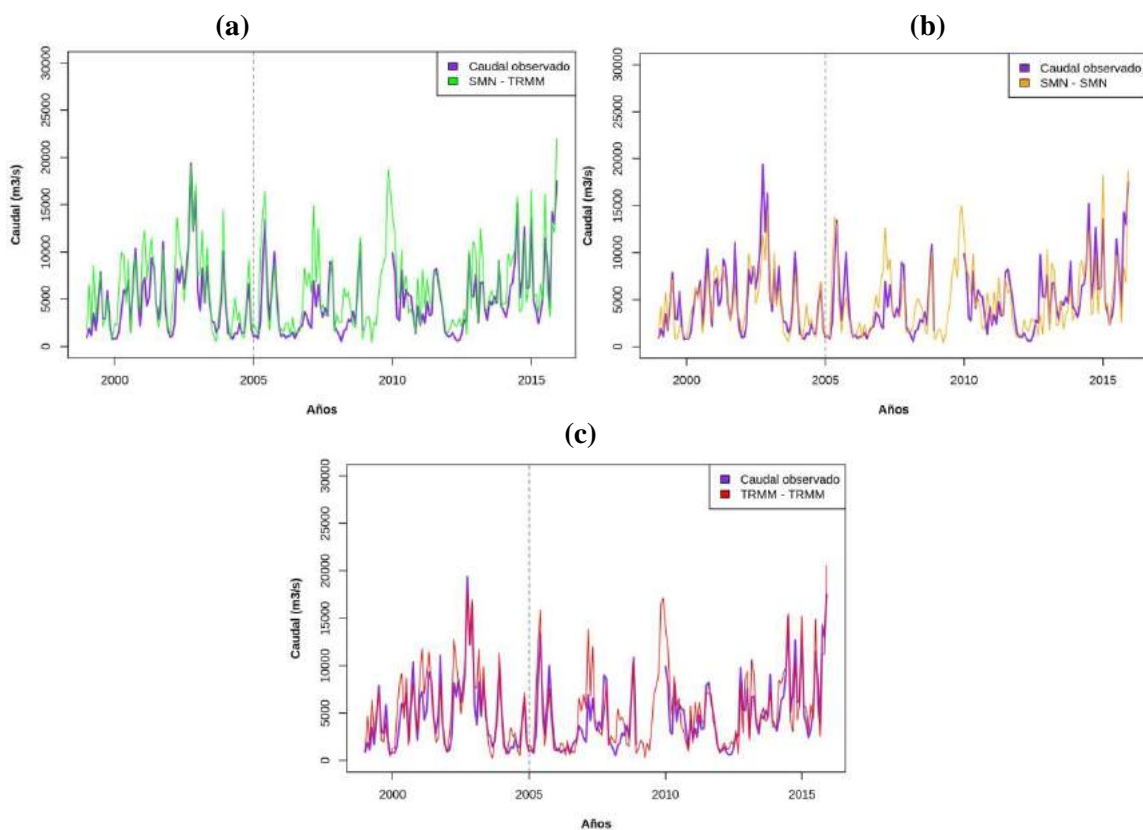 (a)
30000
25000
20000
15000
10000
5000
0
Caudal (m3/s)
Caudal observado
SMN - TRMM
2000 2005 2010 2015
Años
(b)
30000
25000
20000
15000
10000
5000
0
Caudal (m3/s)
Caudal observado
SMN - SMN
2000 2005 2010 2015
Años
(c)
30000
25000
20000
15000
10000
5000
0
Caudal (m3/s)
Caudal observado
TRMM - TRMM
2000 2005 2010 2015
Años